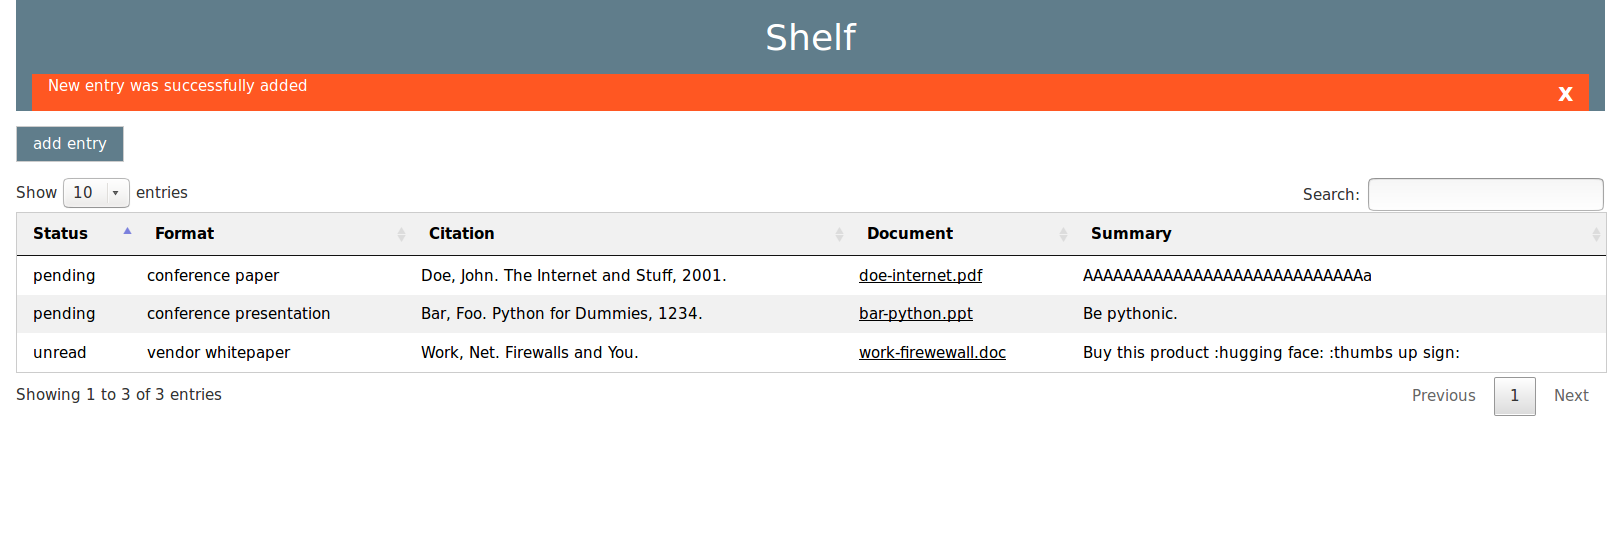 Shelf
New entry was successfully added x
add entry
Show 10 entries Search:
Status Format Citation Document Summary
pending conference paper Doe, John. The Internet and Stuff, 2001. doe-internet.pdf AAAAAAAAAAAAAAAAAAAAAAAAAAAAa
pending conference presentation Bar, Foo. Python for Dummies, 1234. bar-python.ppt Be pythonic.
unread vendor whitepaper Work, Net. Firewalls and You. work-firewewall.doc Buy this product :hugging face: :thumbs up sign:
Showing 1 to 3 of 3 entries Previous 1 Next